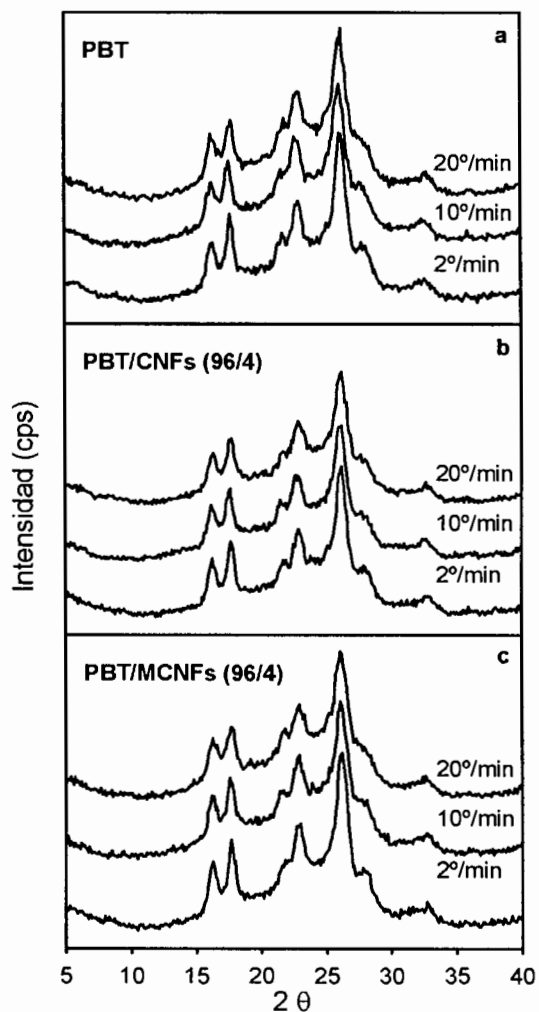 a
PBT
20º/min
10º/min
2º/min
b
PBT/CNFs (96/4)
20º/min
10º/min
2º/min
c
PBT/MCNFs (96/4)
20º/min
10º/min
2º/min
Intensidad (cps)
5 10 15 20 25 30 35 40
2 θ